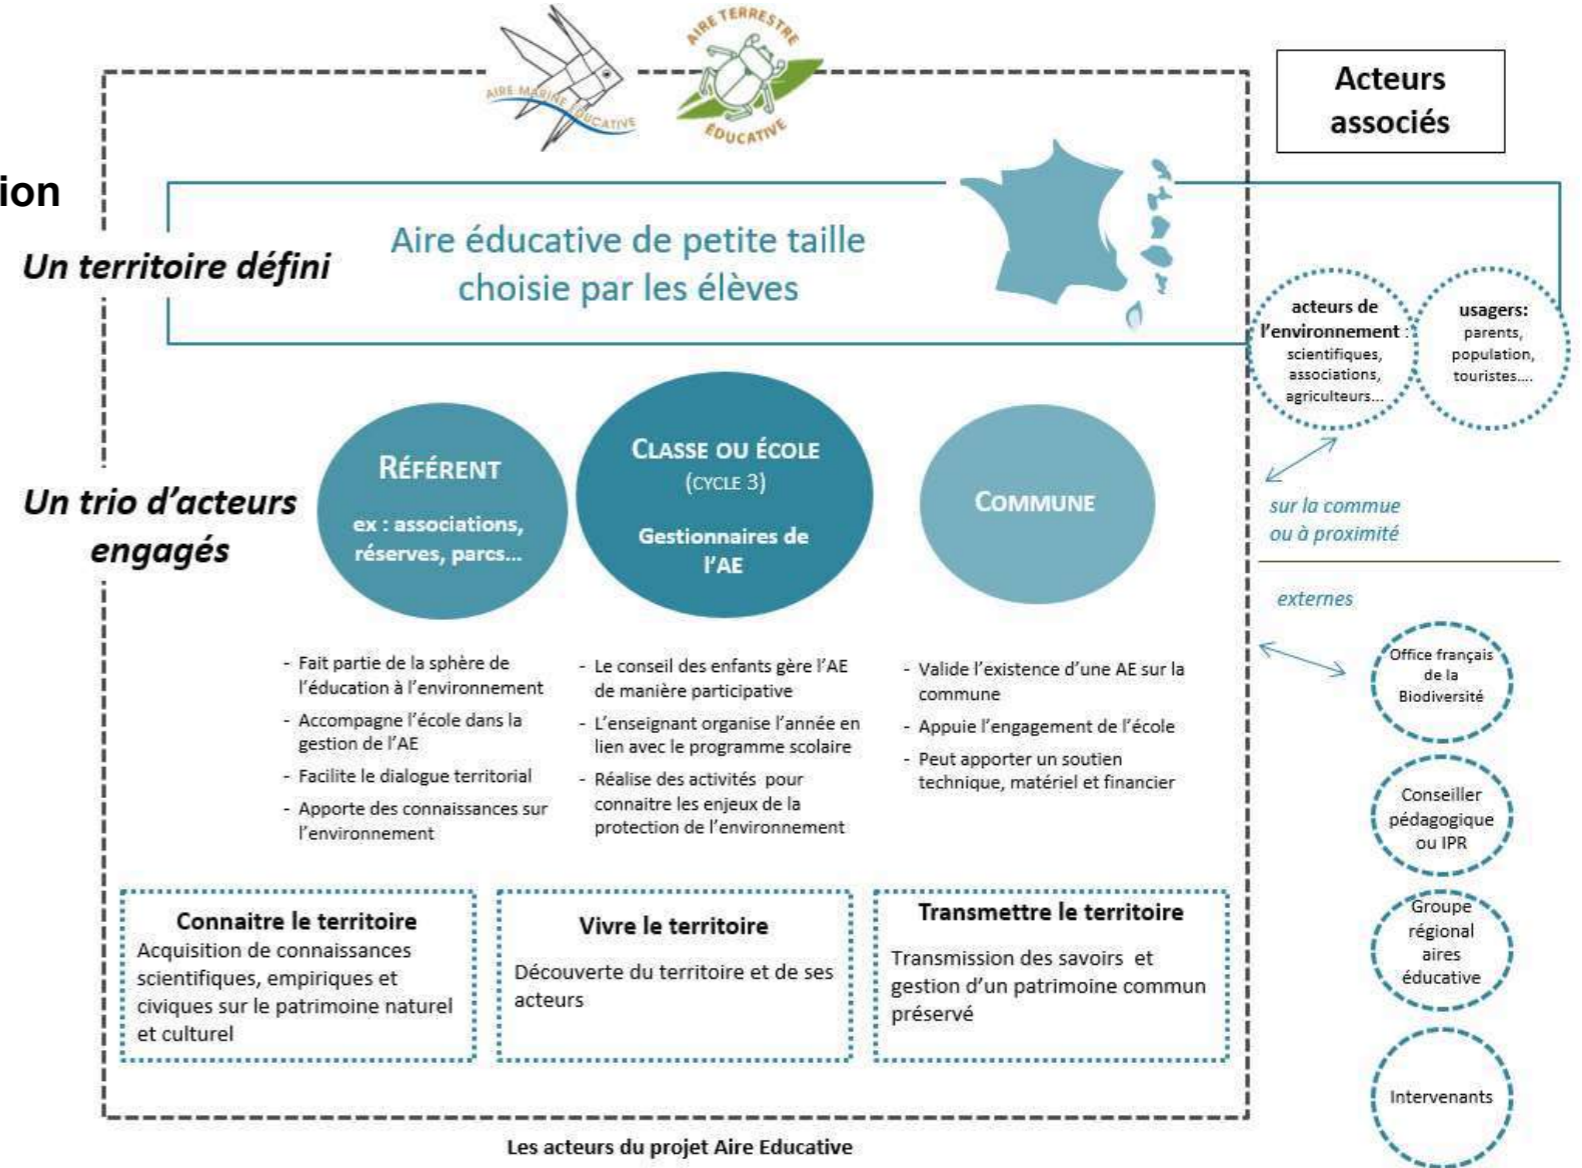 AIRE MARINE EDUCATIVE
AIRE TERRESTRE
ÉDUCATIVE
Acteurs
associés
ion
Un territoire défini
Aire éducative de petite taille
choisie par les élèves
acteurs de
l'environnement :
scientifiques,
associations,
agriculteurs...
usagers:
parents,
population,
touristes....
Un trio d'acteurs
engagés
RÉFÉRENT
ex : associations,
réserves, parcs...
CLASSE OU ÉCOLE
(CYCLE 3)
Gestionnaires de
l'AE
COMMUNE
sur la commue
ou à proximité
externes
- Fait partie de la sphère de
l'éducation à l'environnement
- Accompagne l'école dans la
gestion de l'AE
- Facilite le dialogue territorial
- Apporte des connaissances sur
l'environnement
- Le conseil des enfants gère l'AE
de manière participative
- L'enseignant organise l'année en
lien avec le programme scolaire
- Réalise des activités pour
connaitre les enjeux de la
protection de l'environnement
- Valide l'existence d'une AE sur la
commune
- Appuie l'engagement de l'école
- Peut apporter un soutien
technique, matériel et financier
Office français
de la
Biodiversité
Conseiller
pédagogique
ou IPR
Groupe
régional
aires
éducative
Intervenants
Connaitre le territoire
Acquisition de connaissances
scientifiques, empiriques et
civiques sur le patrimoine naturel
et culturel
Vivre le territoire
Découverte du territoire et de ses
acteurs
Transmettre le territoire
Transmission des savoirs et
gestion d'un patrimoine commun
préservé
Les acteurs du projet Aire Educative